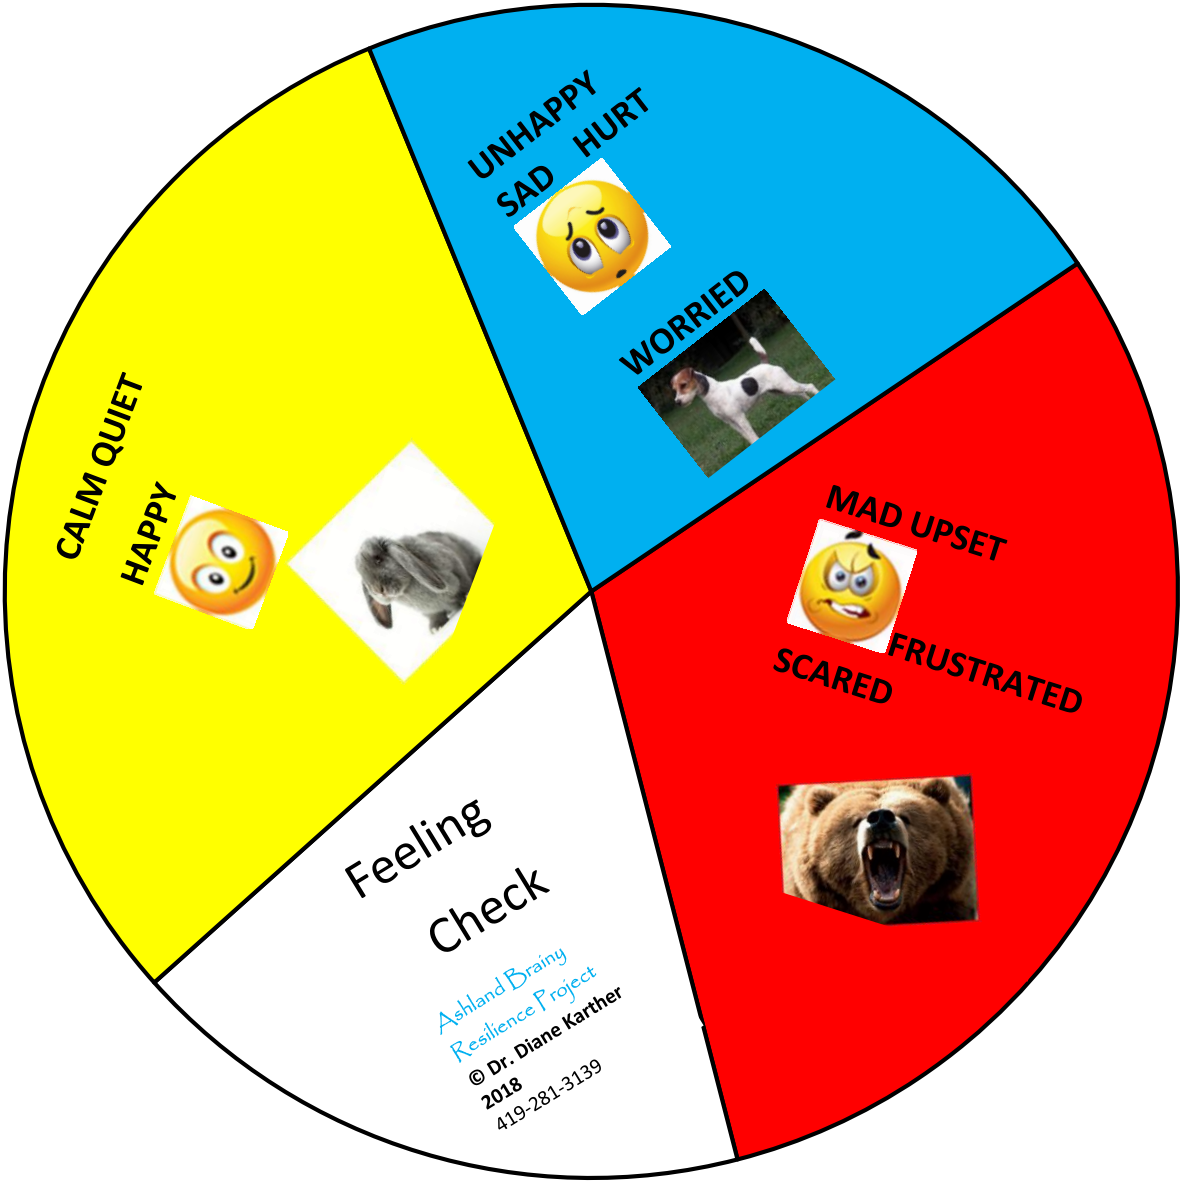 UNHAPPY
SAD HURT
WORRIED
CALM QUIET
HAPPY
MAD UPSET
FRUSTRATED
SCARED
Feeling
Check
Ashland Brainy
Resilience Project
© Dr. Diane Karther
2018
419-281-3139